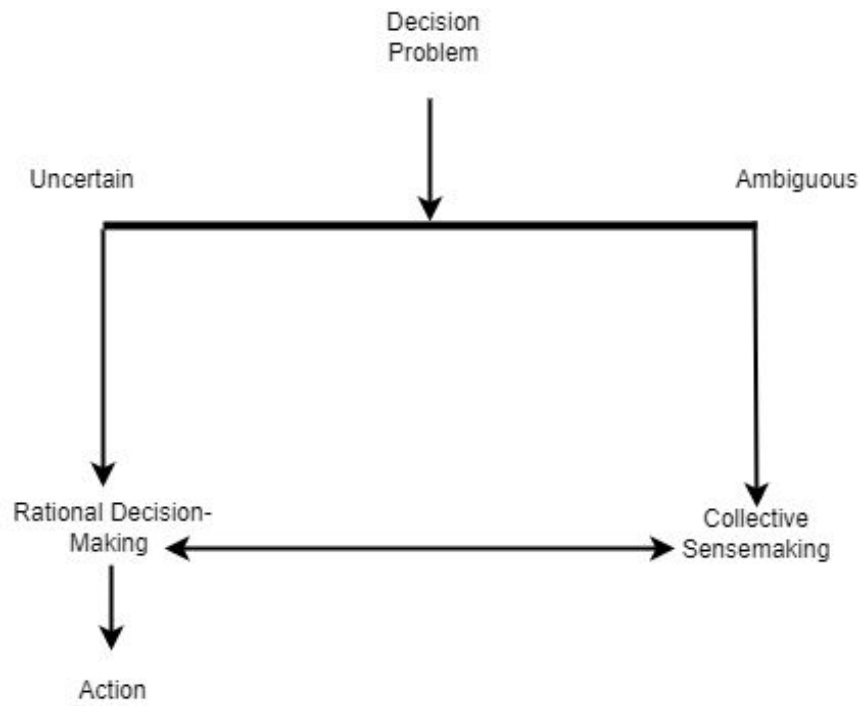 Decision
Problem
Uncertain
Ambiguous
Rational Decision-
Making
Collective
Sensemaking
Action